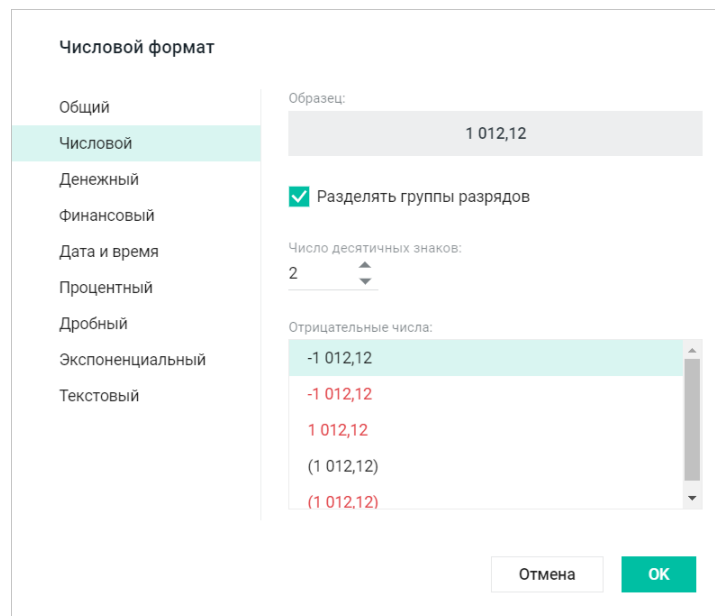 Числовой формат
Общий
Числовой
Денежный
Финансовый
Дата и время
Процентный
Дробный
Экспоненциальный
Текстовый
Образец:
1 012,12
Разделять группы разрядов
Число десятичных знаков:
2
Отрицательные числа:
-1 012,12
-1 012,12
1 012,12
(1 012,12)
(1 012,12)
Отмена
OK